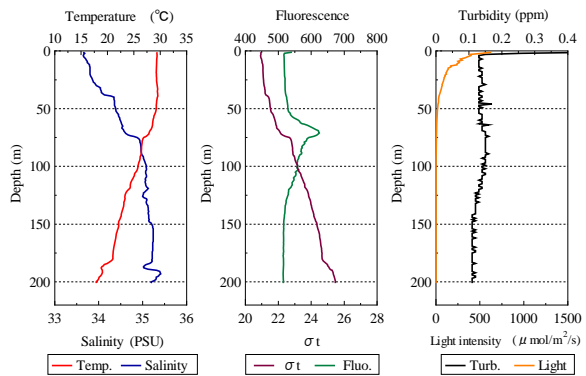 Temperature (℃)
10 15 20 25 30 35
0
50
100
150
200
Depth (m)
33 34 35 36
Salinity (PSU)
Temp. Salinity
Fluorescence
400 500 600 700 800
0
50
100
150
200
Depth (m)
20 22 24 26 28
σt
σt Fluo.
Turbidity (ppm)
0 0.1 0.2 0.3 0.4
0
50
100
150
200
Depth (m)
0 500 1000 1500
Light intensity (μ mol/m²/s)
Turb. Light